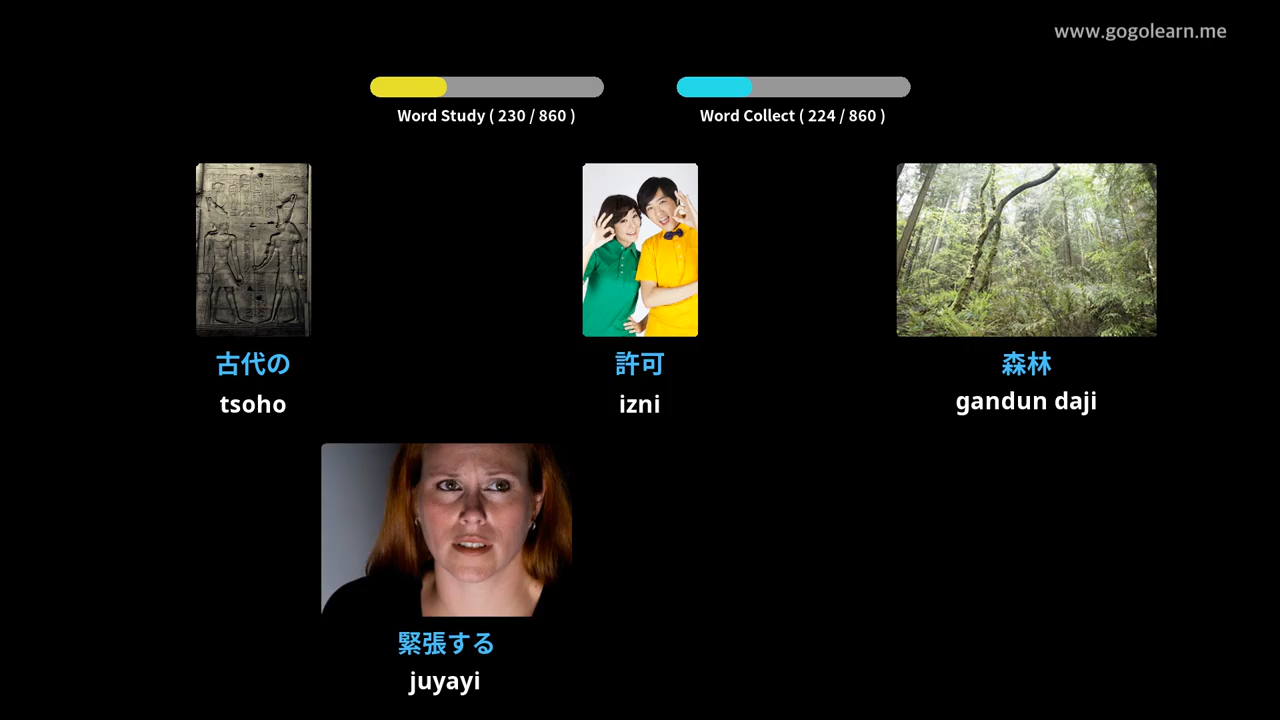 www.gogolearn.me
Word Study ( 230 / 860 )
Word Collect ( 224 / 860 )
古代の
tsoho
許可
izni
森林
gandun daji
緊張する
juyayi